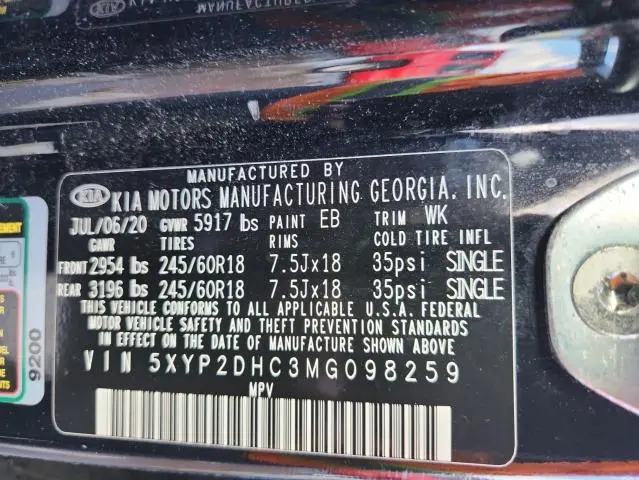 MANUFACTURED BY
KIA KIA MOTORS MANUFACTURING GEORGIA, INC.
JUL/06/20 GVWR 5917 lbs PAINT EB TRIM WK
GAWR TIRES RIMS COLD TIRE INFL
FRONT 2954 lbs 245/60R18 7.5Jx18 35psi SINGLE
REAR 3196 lbs 245/60R18 7.5Jx18 35psi SINGLE
THIS VEHICLE CONFORMS TO ALL APPLICABLE U.S.A. FEDERAL
MOTOR VEHICLE SAFETY AND THEFT PREVENTION STANDARDS
IN EFFECT ON THE DATE OF MANUFACTURE SHOWN ABOVE
VIN 5XYP2DHC3MG098259
MPV
9200